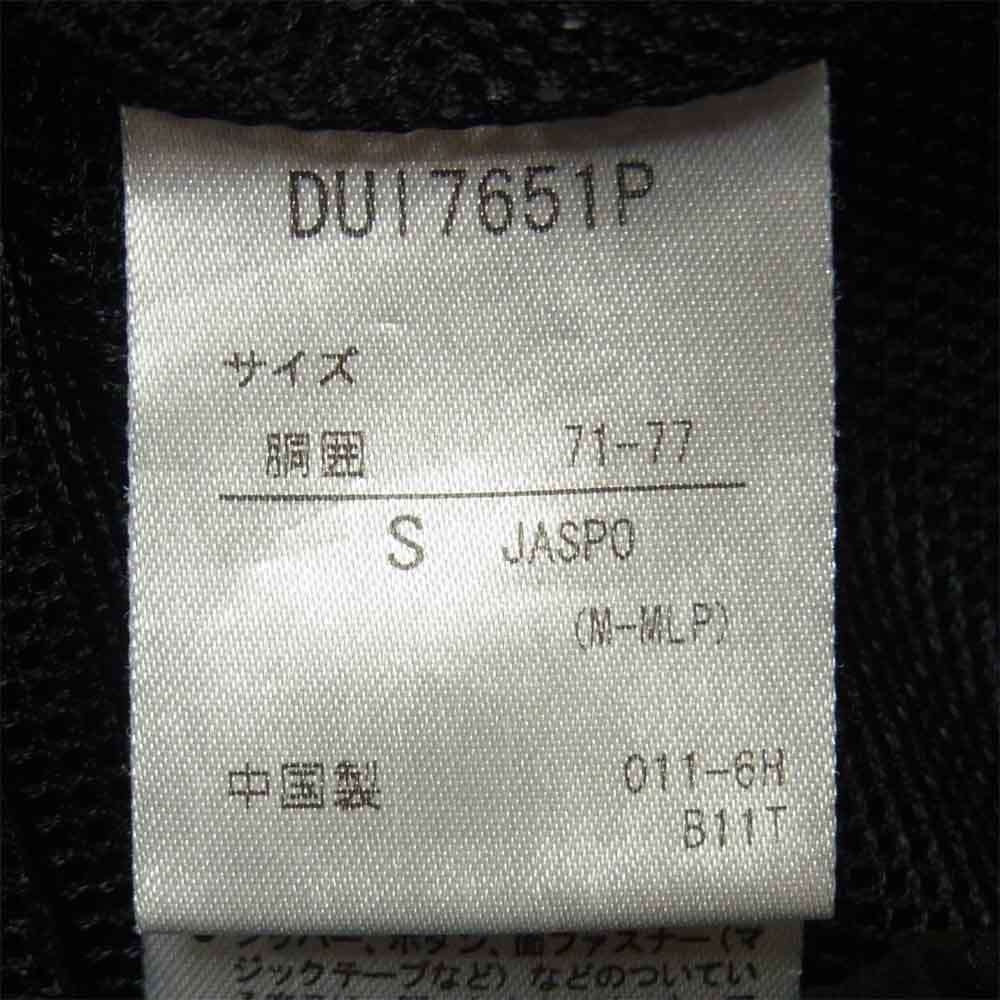 DUI7651P
サイズ
胴囲 71-77
S JASPO
(M-MLP)
中国製 011-6H
B11T
● ジッパー、ボタン、面ファスナー(マ
ジックテープなど)などのついてい